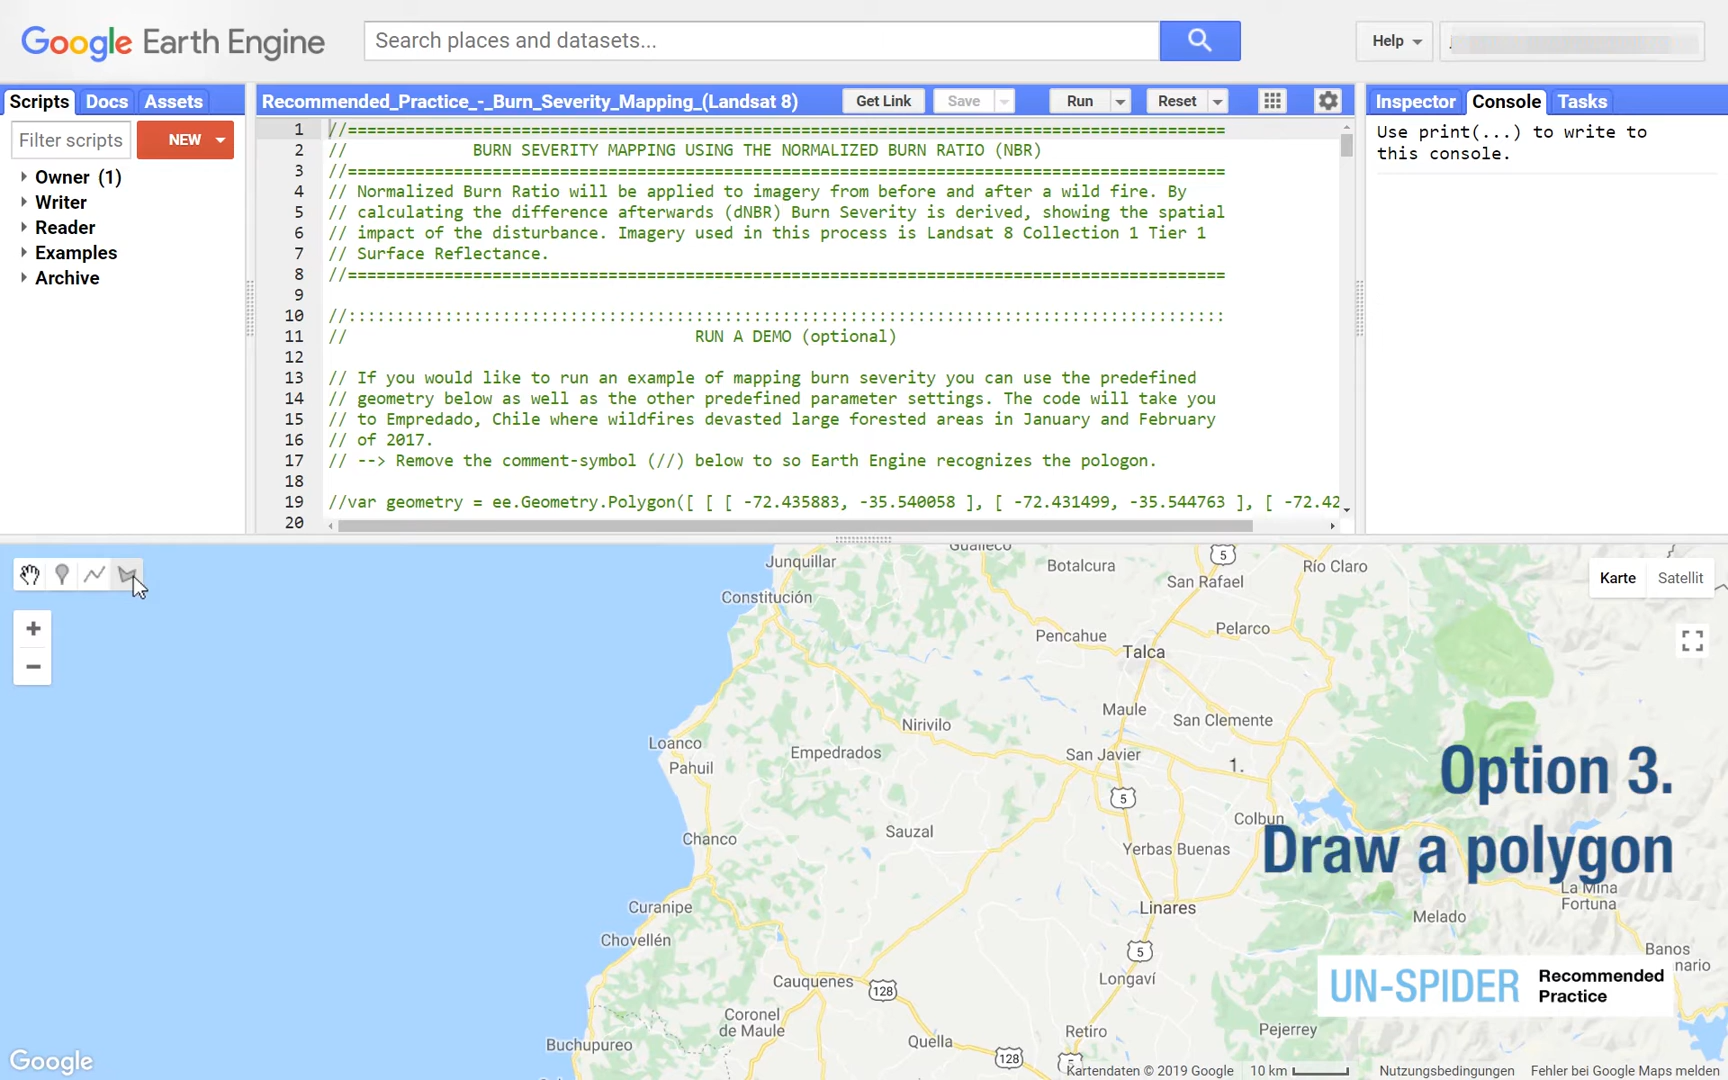 Google Earth Engine
Search places and datasets...
Help
Scripts
Docs
Assets
Recommended_Practice_-_Burn_Severity_Mapping_(Landsat 8)
Get Link
Save
Run
Reset
Inspector
Console
Tasks
Filter scripts
NEW
Owner (1)
Writer
Reader
Examples
Archive
1 //===========================================================================================
2 // BURN SEVERITY MAPPING USING THE NORMALIZED BURN RATIO (NBR)
3 //===========================================================================================
4 // Normalized Burn Ratio will be applied to imagery from before and after a wild fire. By
5 // calculating the difference afterwards (dNBR) Burn Severity is derived, showing the spatial
6 // impact of the disturbance. Imagery used in this process is Landsat 8 Collection 1 Tier 1
7 // Surface Reflectance.
8 //===========================================================================================
9
10 //:::::::::::::::::::::::::::::::::::::::::::::::::::::::::::::::::::::::::::::::::::::::::::
11 // RUN A DEMO (optional)
12
13 // If you would like to run an example of mapping burn severity you can use the predefined
14 // geometry below as well as the other predefined parameter settings. The code will take you
15 // to Empredado, Chile where wildfires devasted large forested areas in January and February
16 // of 2017.
17 // --> Remove the comment-symbol (//) below to so Earth Engine recognizes the pologon.
18
19 //var geometry = ee.Geometry.Polygon([ [ [ -72.435883, -35.540058 ], [ -72.431499, -35.544763 ], [ -72.42
20
Use print(...) to write to
this console.
Gualleco
Junquillar
Botalcura
San Rafael
5
Río Claro
Constitución
Karte
Satellit
Pencahue
Pelarco
Talca
Maule
San Clemente
Nirivilo
Loanco
Empedrados
San Javier
Pahuil
1.
Option 3.
Draw a polygon
5
Colbun
Chanco
Sauzal
Yerbas Buenas
La Mina
Fortuna
Curanipe
Linares
Melado
Chovellén
5
Banos
nario
Cauquenes
128
Longaví
UN-SPIDER
Recommended
Practice
Coronel
de Maule
Quella
128
Retiro
5
Pejerrey
Buchupureo
Google
Kartendaten © 2019 Google
10 km
Nutzungsbedingungen
Fehler bei Google Maps melden